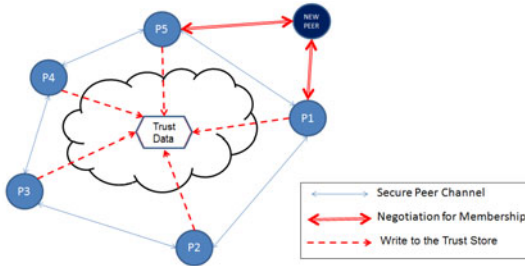 P5
NEW
PEER
P4
Trust
Data
P1
P3
P2
Secure Peer Channel
Negotiation for Membership
Write to the Trust Store